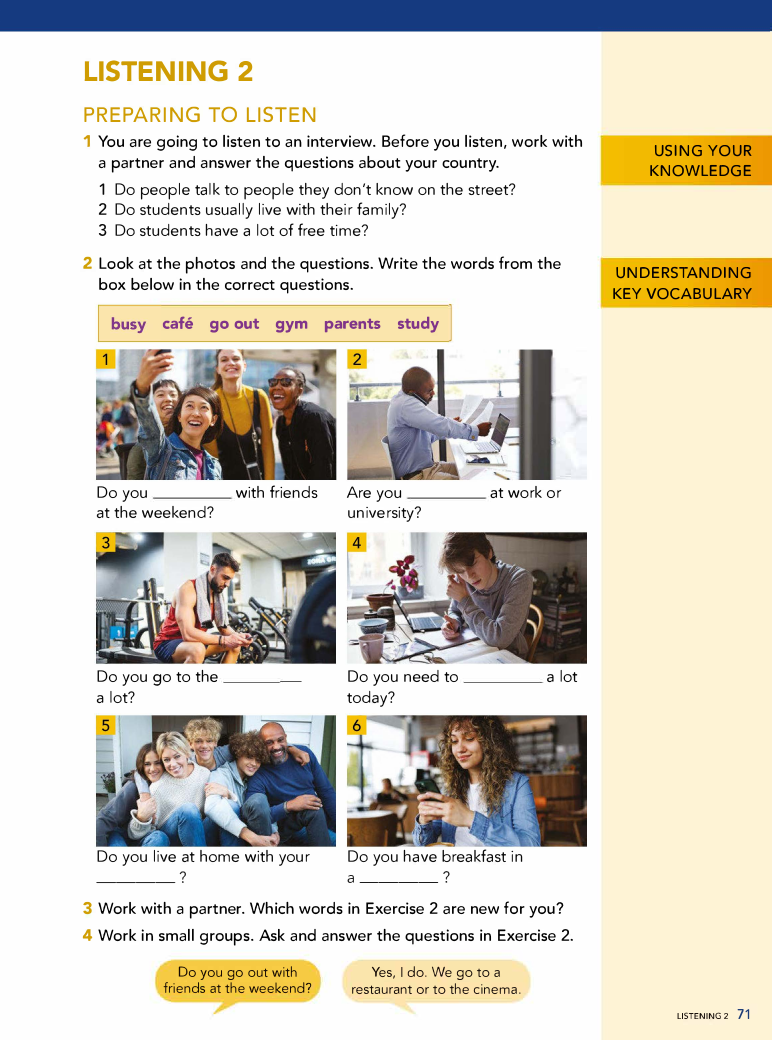 LISTENING 2
PREPARING TO LISTEN
1 You are going to listen to an interview. Before you listen, work with
a partner and answer the questions about your country.
1 Do people talk to people they don't know on the street?
2 Do students usually live with their family?
3 Do students have a lot of free time?
USING YOUR
KNOWLEDGE
2 Look at the photos and the questions. Write the words from the
box below in the correct questions.
UNDERSTANDING
KEY VOCABULARY
busy café go out gym parents study
1
Do you __________ with friends
at the weekend?
2
Are you __________ at work or
university?
3
Do you go to the __________
a lot?
4
Do you need to __________ a lot
today?
5
Do you live at home with your
__________ ?
6
Do you have breakfast in
a __________ ?
3 Work with a partner. Which words in Exercise 2 are new for you?
4 Work in small groups. Ask and answer the questions in Exercise 2.
Do you go out with
friends at the weekend?
Yes, I do. We go to a
restaurant or to the cinema.
LISTENING 2 71